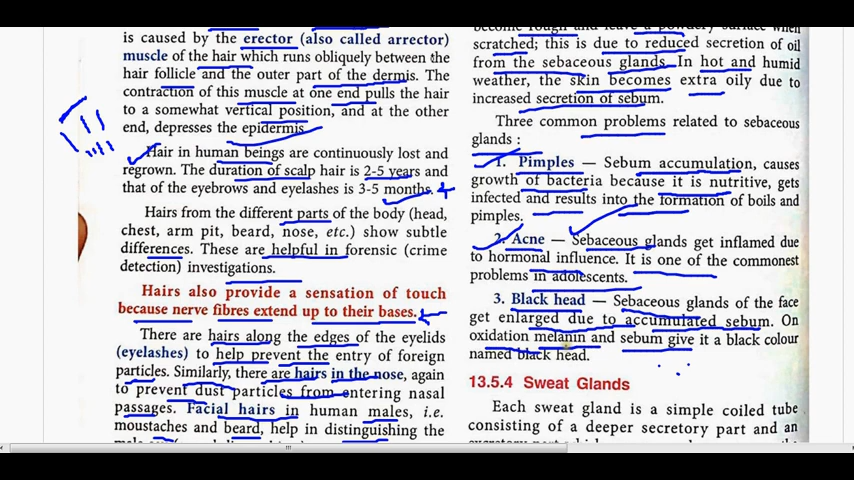 is caused by the erector (also called arrector)
muscle of the hair which runs obliquely between the
hair follicle and the outer part of the dermis. The
contraction of this muscle at one end pulls the hair
to a somewhat vertical position, and at the other
end, depresses the epidermis.
Hair in human beings are continuously lost and
regrown. The duration of scalp hair is 2-5 years and
that of the eyebrows and eyelashes is 3-5 months.
Hairs from the different parts of the body (head,
chest, arm pit, beard, nose, etc.) show subtle
differences. These are helpful in forensic (crime
detection) investigations.
Hairs also provide a sensation of touch
because nerve fibres extend up to their bases.
There are hairs along the edges of the eyelids
(eyelashes) to help prevent the entry of foreign
particles. Similarly, there are hairs in the nose, again
to prevent dust particles from entering nasal
passages. Facial hairs in human males, i.e.
moustaches and beard, help in distinguishing the
become rough and leave a powdery surface when
scratched; this is due to reduced secretion of oil
from the sebaceous glands. In hot and humid
weather, the skin becomes extra oily due to
increased secretion of sebum.
Three common problems related to sebaceous
glands :
1. Pimples — Sebum accumulation, causes
growth of bacteria because it is nutritive, gets
infected and results into the formation of boils and
pimples.
2. Acne — Sebaceous glands get inflamed due
to hormonal influence. It is one of the commonest
problems in adolescents.
3. Black head — Sebaceous glands of the face
get enlarged due to accumulated sebum. On
oxidation melanin and sebum give it a black colour
named black head.
13.5.4 Sweat Glands
Each sweat gland is a simple coiled tube
consisting of a deeper secretory part and an